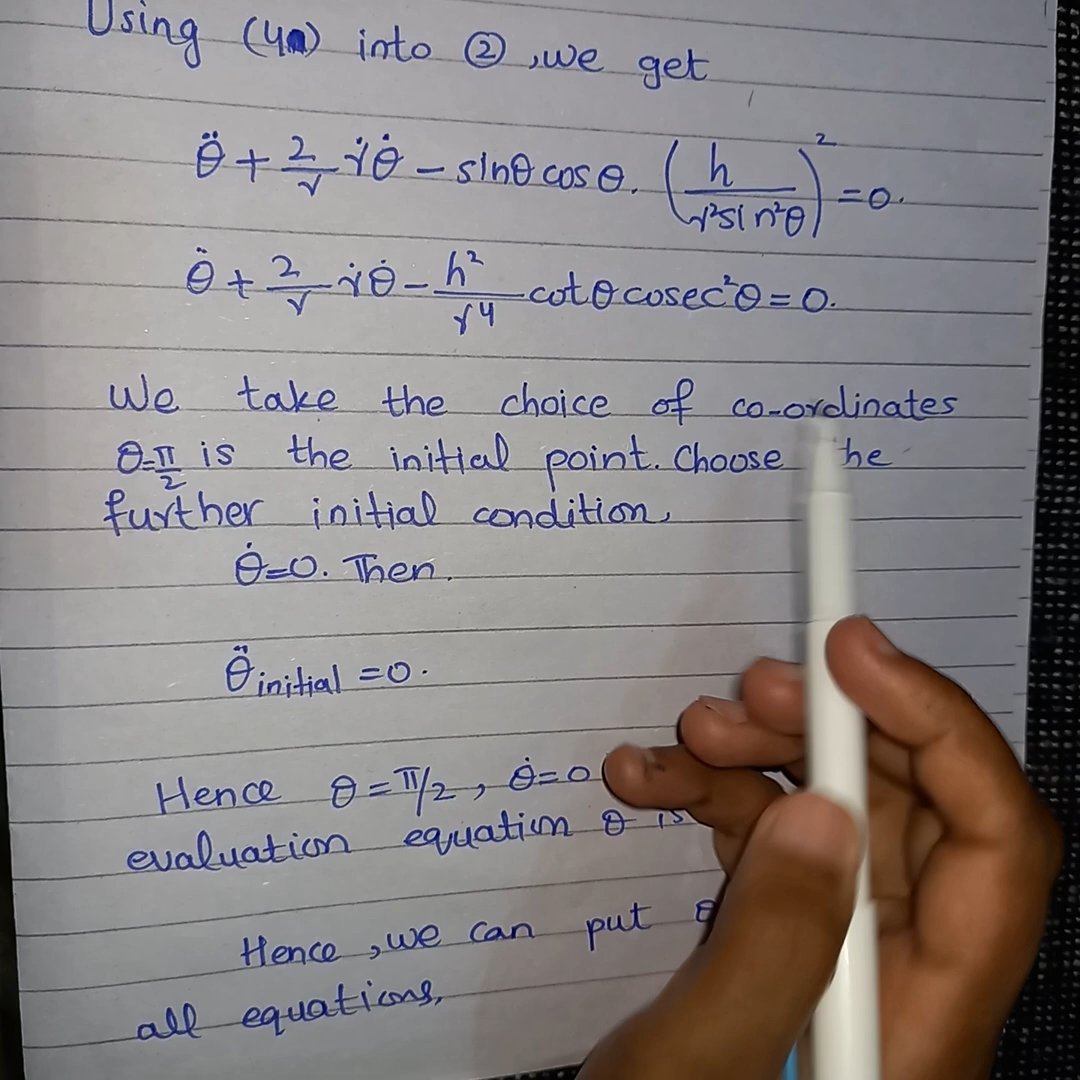 Using (4a) into ②, we get
θ̈ + 2/r ṙθ̇ - sinθ cosθ. (h/r²sin²θ)² = 0.
θ̈ + 2/r ṙθ̇ - h²/r⁴ cotθ cosec²θ = 0.
We take the choice of co-ordinates
θ=π/2 is the initial point. Choose the
further initial condition,
θ̇=0. Then.
θ̈ initial = 0.
Hence θ = π/2, θ̇=0
evaluation equation θ is
Hence, we can put θ
all equations,